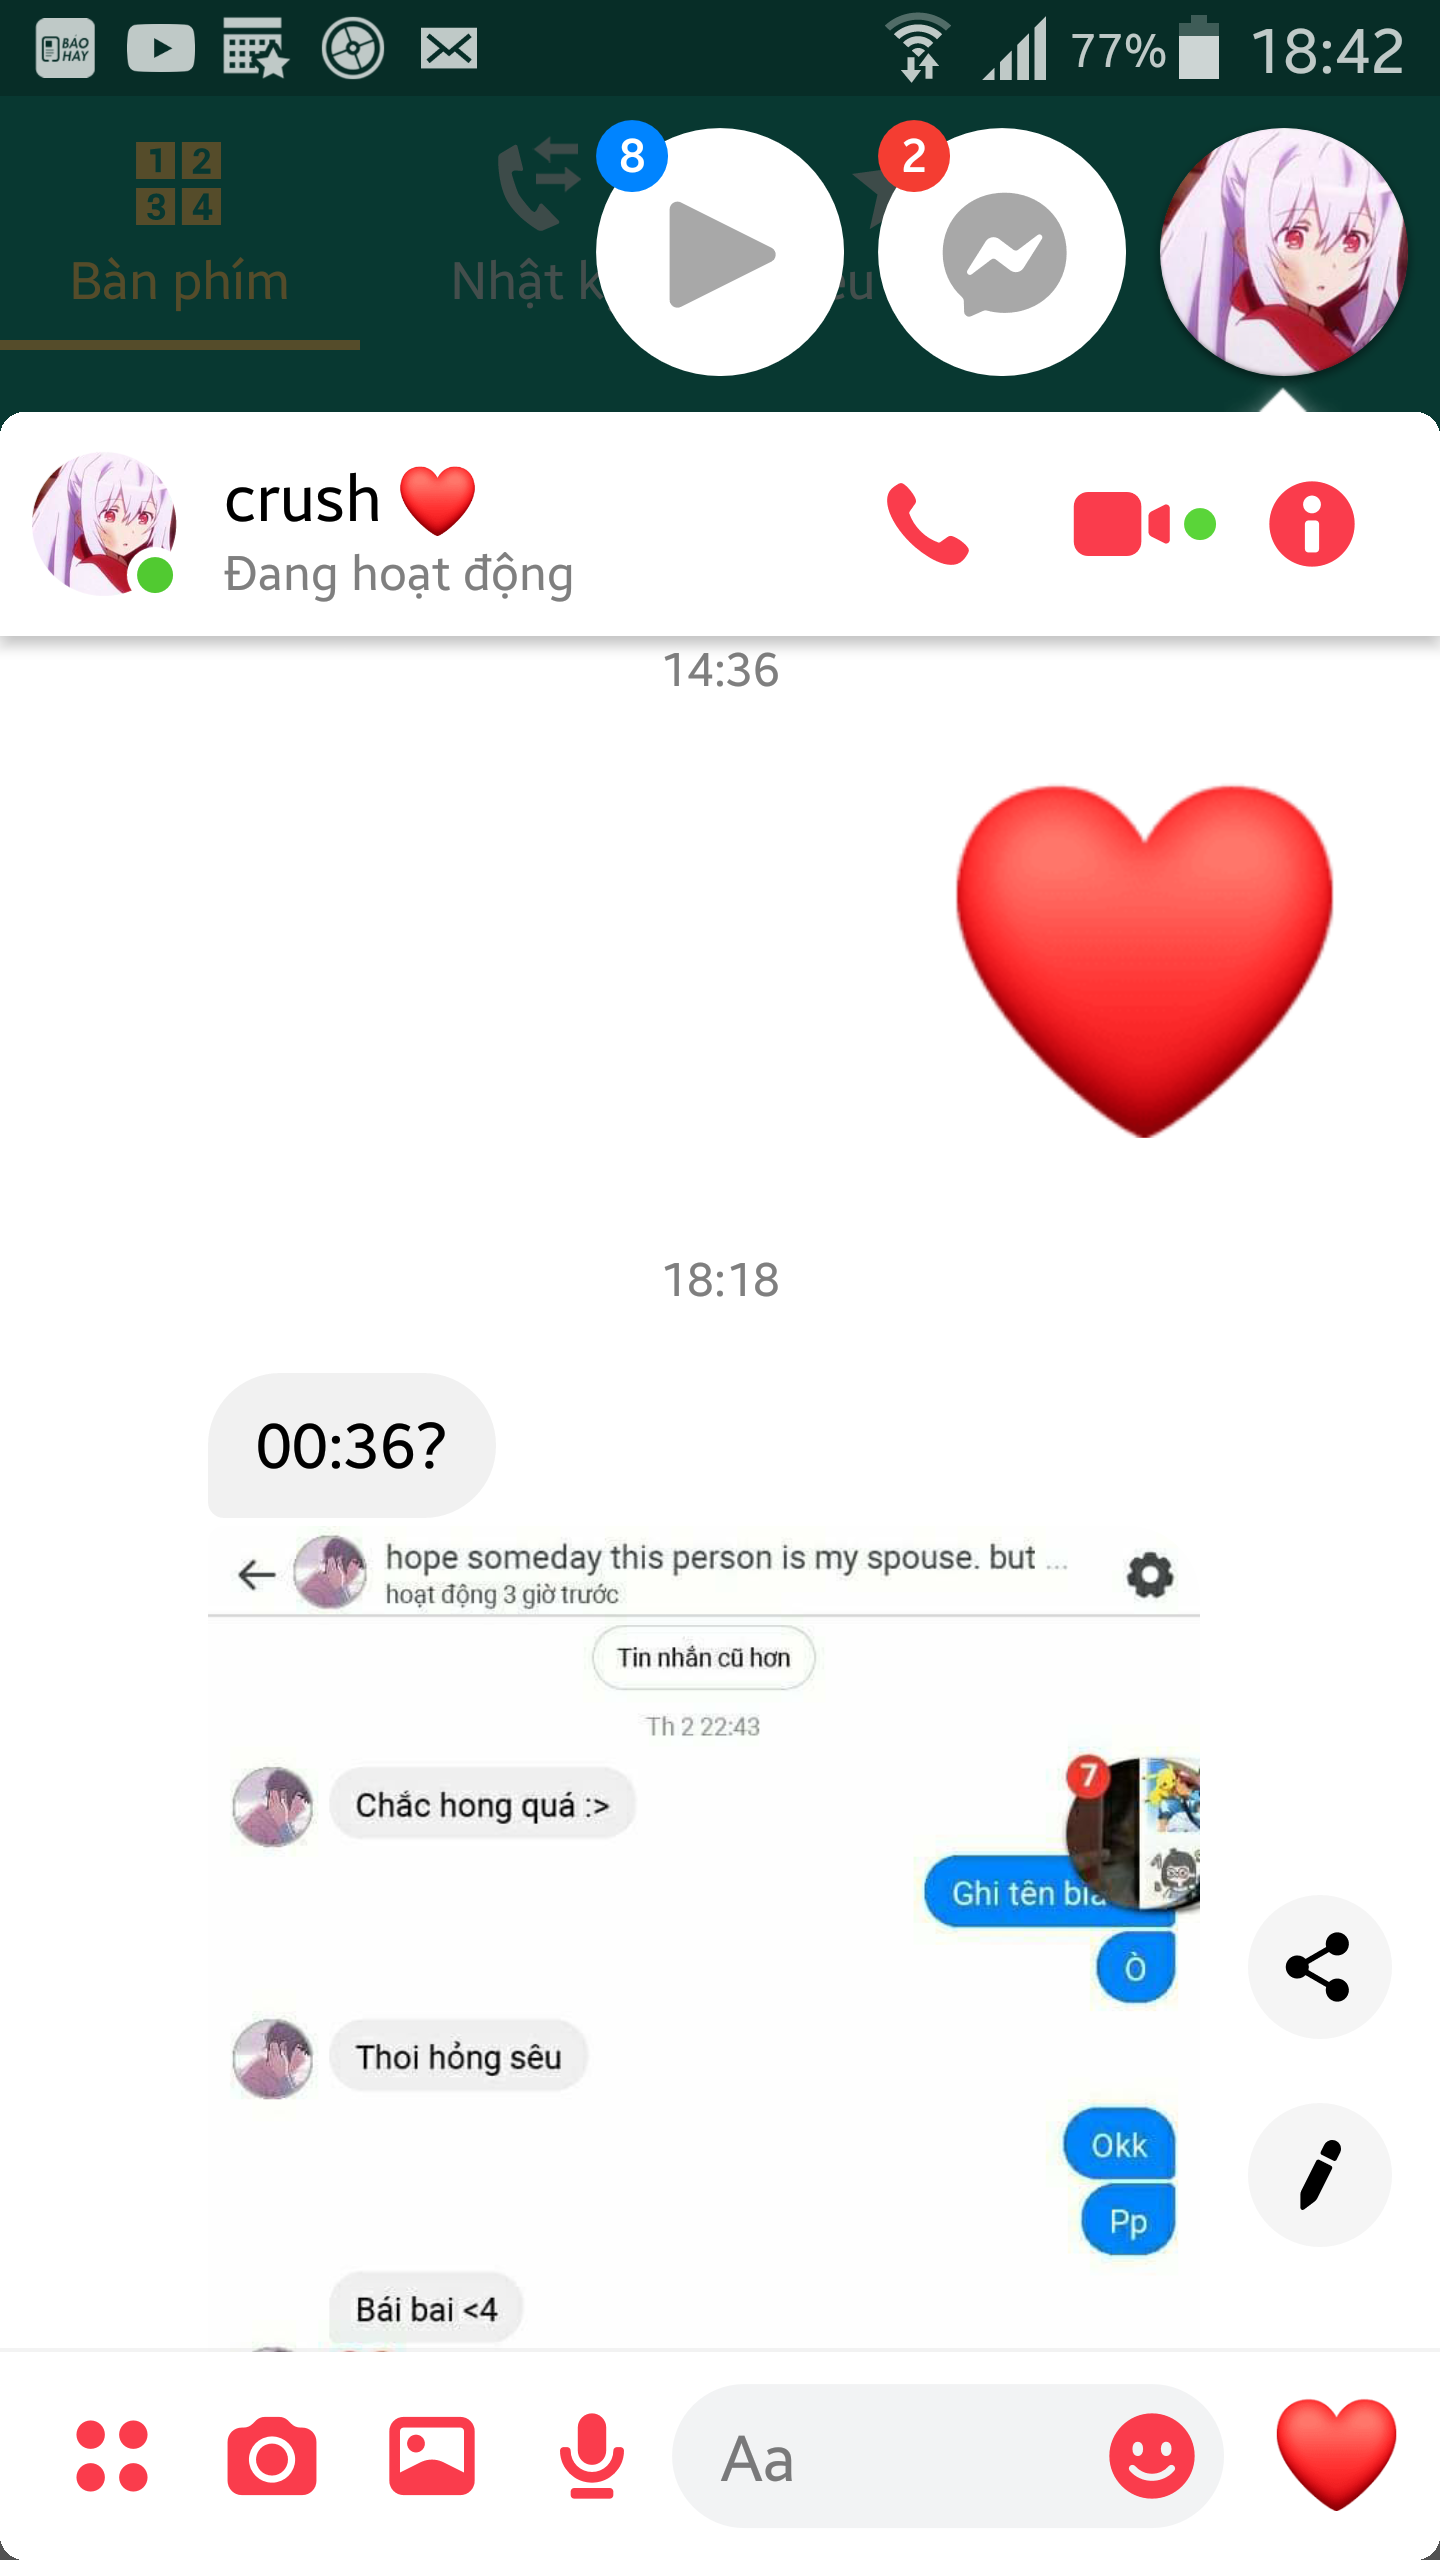 BÁO
HAY
77%
18:42
1 2
3 4
8
2
Bàn phím
Nhật k
crush
Đang hoạt động
14:36
18:18
00:36?
hope someday this person is my spouse. but ...
hoạt động 3 giờ trước
Tin nhắn cũ hơn
Th 2 22:43
7
Chắc hong quá :>
Ghi tên bìa
Ò
Thoi hỏng sêu
Okk
Pp
Bái bai <4
Aa